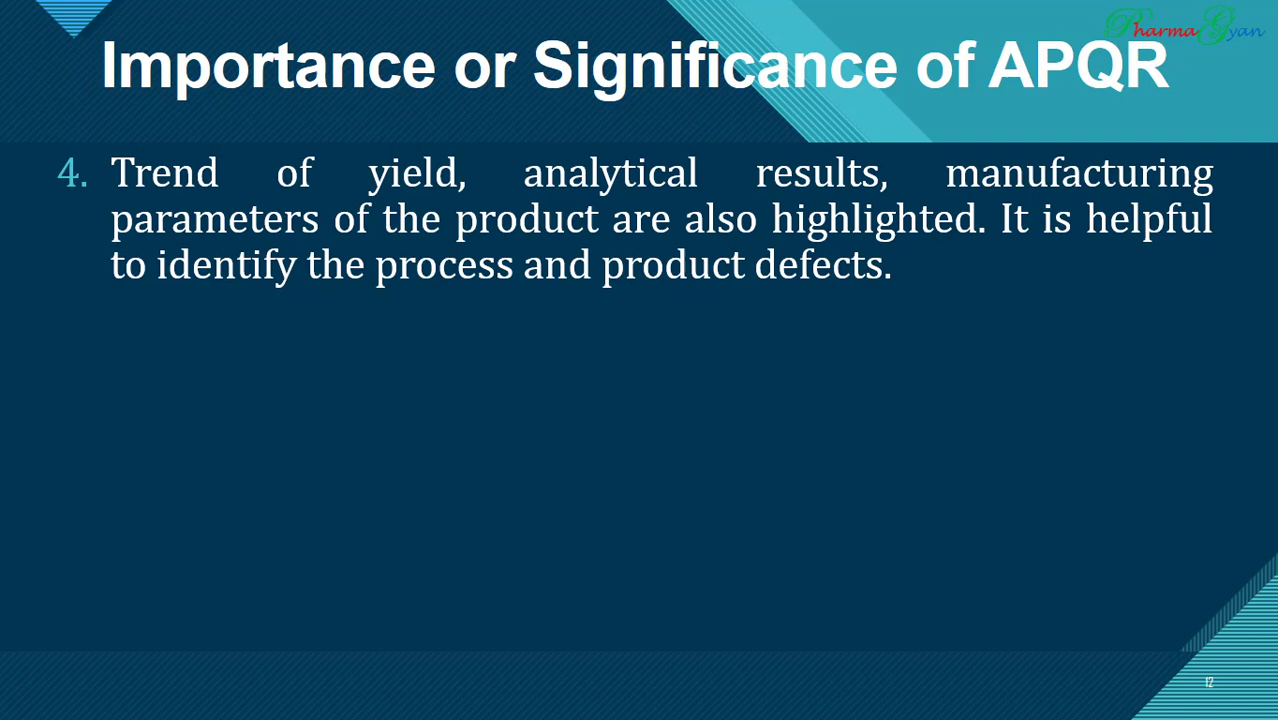 Pharma Gyan
Importance or Significance of APQR
4. Trend of yield, analytical results, manufacturing
parameters of the product are also highlighted. It is helpful
to identify the process and product defects.
12